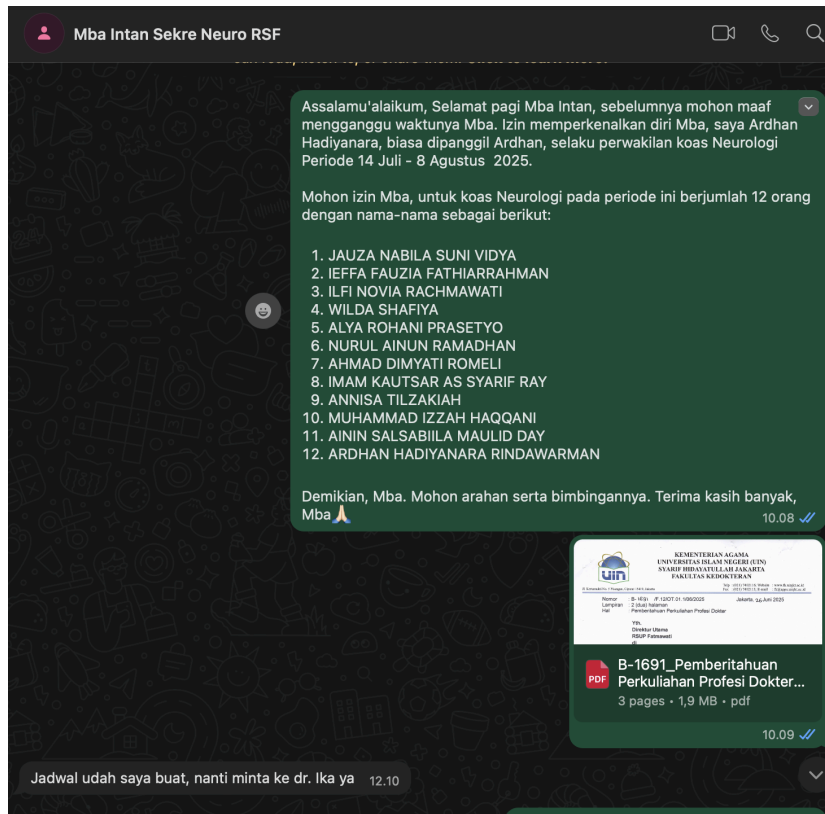 Mba Intan Sekre Neuro RSF
Assalamu'alaikum, Selamat pagi Mba Intan, sebelumnya mohon maaf
mengganggu waktunya Mba. Izin memperkenalkan diri Mba, saya Ardhan
Hadiyanara, biasa dipanggil Ardhan, selaku perwakilan koas Neurologi
Periode 14 Juli - 8 Agustus 2025.
Mohon izin Mba, untuk koas Neurologi pada periode ini berjumlah 12 orang
dengan nama-nama sebagai berikut:
1. JAUZA NABILA SUNI VIDYA
2. IEFFA FAUZIA FATHIARRAHMAN
3. ILFI NOVIA RACHMAWATI
4. WILDA SHAFIYA
5. ALYA ROHANI PRASETYO
6. NURUL AINUN RAMADHAN
7. AHMAD DIMYATI ROMELI
8. IMAM KAUTSAR AS SYARIF RAY
9. ANNISA TILZAKIAH
10. MUHAMMAD IZZAH HAQQANI
11. AININ SALSABIILA MAULID DAY
12. ARDHAN HADIYANARA RINDAWARMAN
Demikian, Mba. Mohon arahan serta bimbingannya. Terima kasih banyak,
Mba🙏🏻
10.08
KEMENTERIAN AGAMA
UNIVERSITAS ISLAM NEGERI (UIN)
SYARIF HIDAYATULLAH JAKARTA
FAKULTAS KEDOKTERAN
uin
Nomor
Jakarta, 26 Juni 2025
Lampiran : 2 (dua) halaman
Hal : Pemberitahuan Perkuliahan Profesi Dokter
Yth.
Direktur Utama
RSUP Fatmawati
di
PDF
B-1691_Pemberitahuan
Perkuliahan Profesi Dokter...
3 pages • 1,9 MB • pdf
10.09
Jadwal udah saya buat, nanti minta ke dr. Ika ya
12.10